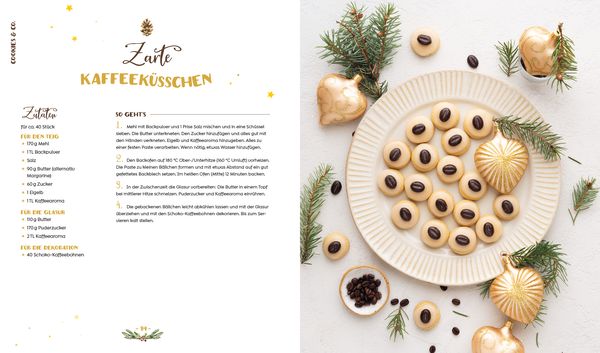 COOKIES & CO.
Zarte
KAFFEEKÜSSCHEN
Zutaten
für ca. 40 Stück
FÜR DEN TEIG
170 g Mehl
1 TL Backpulver
Salz
90 g Butter (alternativ
Margarine)
60 g Zucker
1 Eigelb
1 TL Kaffeearoma
FÜR DIE GLASUR
110 g Butter
170 g Puderzucker
2 TL Kaffeearoma
FÜR DIE DEKORATION
40 Schoko-Kaffeebohnen
SO GEHT'S
1. Mehl mit Backpulver und 1 Prise Salz mischen und in eine Schüssel
sieben. Die Butter unterkneten. Den Zucker hinzufügen und alles gut mit
den Händen verkneten. Eigelb und Kaffeearoma hinzugeben. Alles zu
einer festen Paste verarbeiten. Wenn nötig, etwas Wasser hinzufügen.
2. Den Backofen auf 180 °C Ober-/Unterhitze (160 °C Umluft) vorheizen.
Die Paste zu kleinen Bällchen formen und mit etwas Abstand auf ein gut
gefettetes Backblech setzen. Im heißen Ofen (Mitte) 12 Minuten backen.
3. In der Zwischenzeit die Glasur vorbereiten. Die Butter in einem Topf
bei mittlerer Hitze schmelzen. Puderzucker und Kaffeearoma einrühren.
4. Die gebackenen Bällchen leicht abkühlen lassen und mit der Glasur
überziehen und mit den Schoko-Kaffeebohnen dekorieren. Bis zum Ser-
vieren kalt stellen.
14